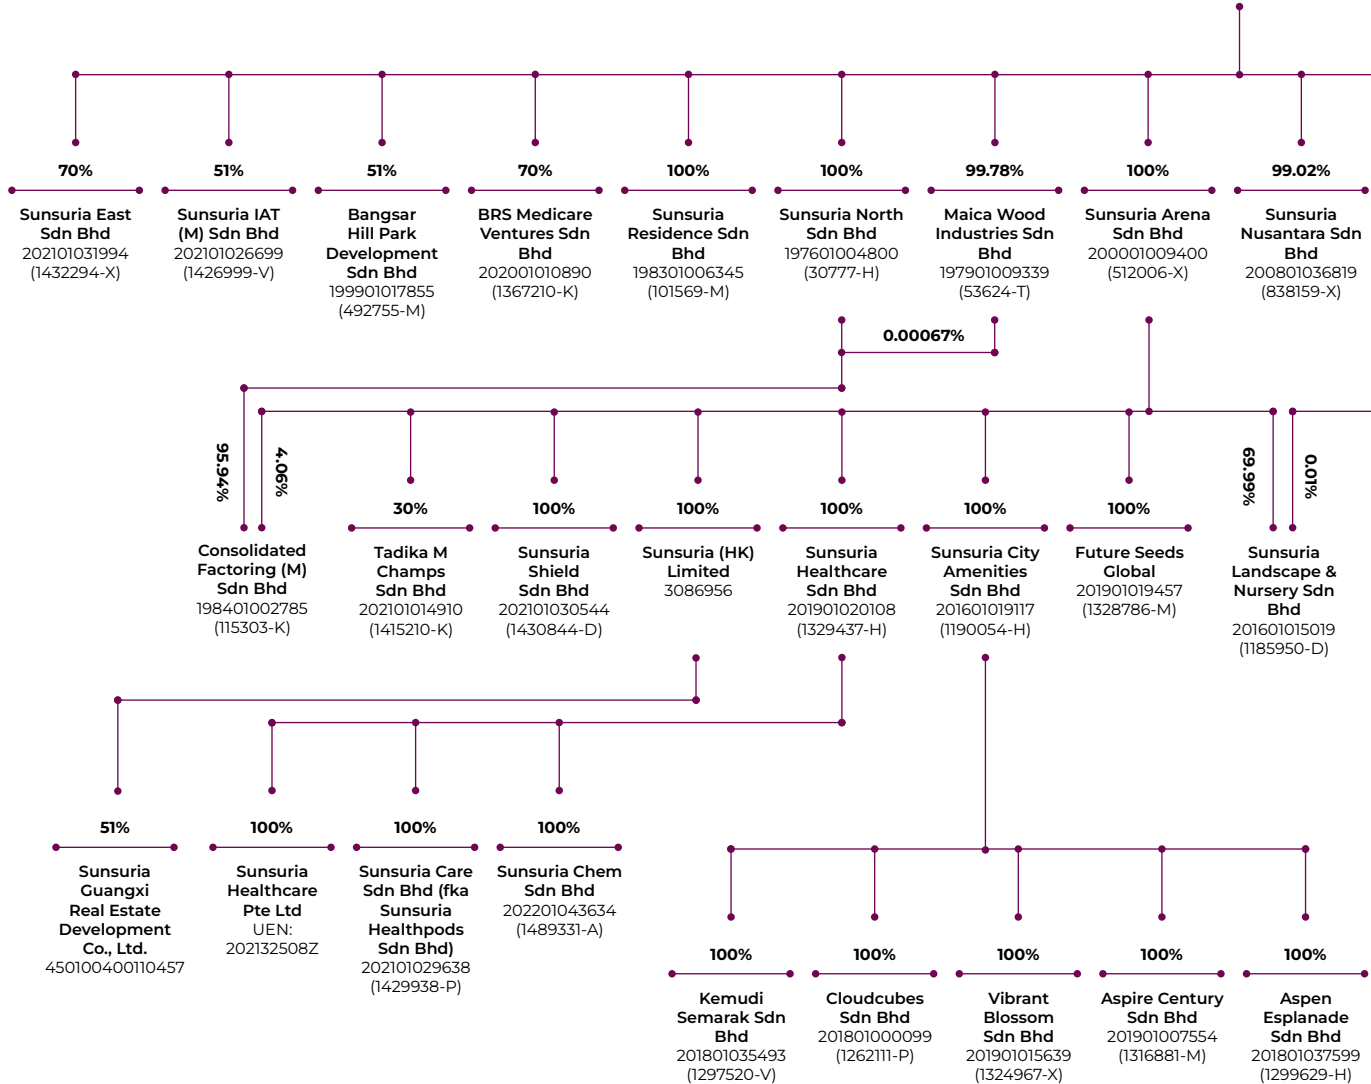 70%
Sunsuria East
Sdn Bhd
202101031994
(1432294-X)
51%
Sunsuria IAT
(M) Sdn Bhd
202101026699
(1426999-V)
51%
Bangsar
Hill Park
Development
Sdn Bhd
199901017855
(492755-M)
70%
BRS Medicare
Ventures Sdn
Bhd
202001010890
(1367210-K)
100%
Sunsuria
Residence Sdn
Bhd
198301006345
(101569-M)
100%
Sunsuria North
Sdn Bhd
197601004800
(30777-H)
99.78%
Maica Wood
Industries Sdn
Bhd
197901009339
(53624-T)
100%
Sunsuria Arena
Sdn Bhd
200001009400
(512006-X)
99.02%
Sunsuria
Nusantara Sdn
Bhd
200801036819
(838159-X)
0.00067%
95.94%
4.06%
Consolidated
Factoring (M)
Sdn Bhd
198401002785
(115303-K)
30%
Tadika M
Champs
Sdn Bhd
202101014910
(1415210-K)
100%
Sunsuria
Shield
Sdn Bhd
202101030544
(1430844-D)
100%
Sunsuria (HK)
Limited
3086956
100%
Sunsuria
Healthcare
Sdn Bhd
201901020108
(1329437-H)
100%
Sunsuria City
Amenities
Sdn Bhd
201601019117
(1190054-H)
100%
Future Seeds
Global
201901019457
(1328786-M)
69.99%
0.01%
Sunsuria
Landscape &
Nursery Sdn
Bhd
201601015019
(1185950-D)
51%
Sunsuria
Guangxi
Real Estate
Development
Co., Ltd.
450100400110457
100%
Sunsuria
Healthcare
Pte Ltd
UEN:
202132508Z
100%
Sunsuria Care
Sdn Bhd (fka
Sunsuria
Healthpods
Sdn Bhd)
202101029638
(1429938-P)
100%
Sunsuria Chem
Sdn Bhd
202201043634
(1489331-A)
100%
Kemudi
Semarak Sdn
Bhd
201801035493
(1297520-V)
100%
Cloudcubes
Sdn Bhd
201801000099
(1262111-P)
100%
Vibrant
Blossom
Sdn Bhd
201901015639
(1324967-X)
100%
Aspire Century
Sdn Bhd
201901007554
(1316881-M)
100%
Aspen
Esplanade
Sdn Bhd
201801037599
(1299629-H)